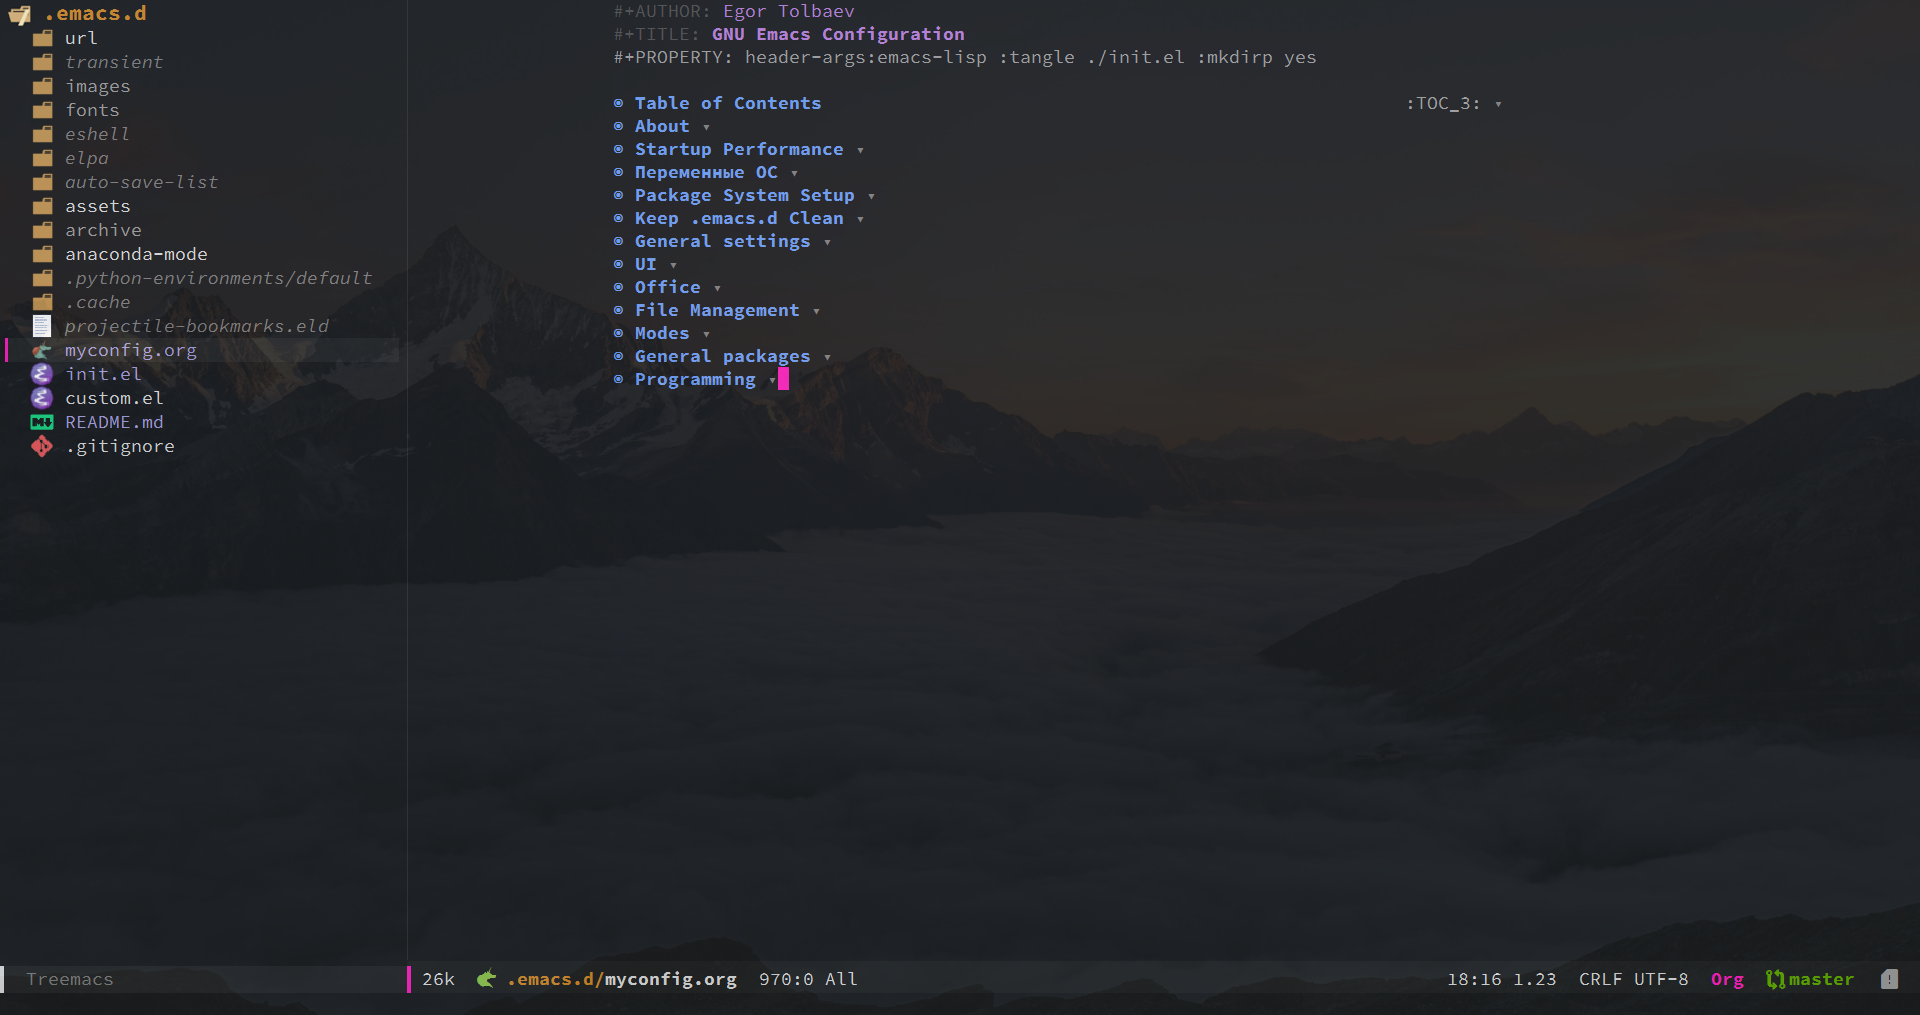 .emacs.d
url
transient
images
fonts
eshell
elpa
auto-save-list
assets
archive
anaconda-mode
.python-environments/default
.cache
projectile-bookmarks.eld
myconfig.org
init.el
custom.el
README.md
.gitignore
Treemacs
#+AUTHOR: Egor Tolbaev
#+TITLE: GNU Emacs Configuration
#+PROPERTY: header-args:emacs-lisp :tangle ./init.el :mkdirp yes
Table of Contents :TOC_3:
About
Startup Performance
Переменные ОС
Package System Setup
Keep .emacs.d Clean
General settings
UI
Office
File Management
Modes
General packages
Programming
26k .emacs.d/myconfig.org 970:0 All 18:16 1.23 CRLF UTF-8 Org master